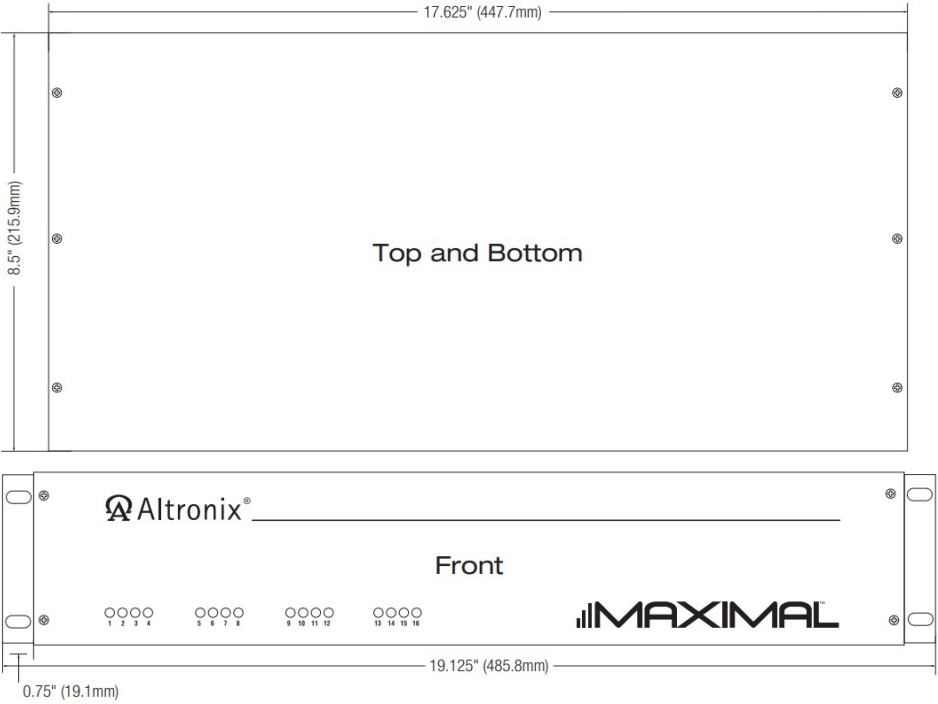 17.625" (447.7mm)
8.5" (215.9mm)
Top and Bottom
Altronix®
Front
1 2 3 4 5 6 7 8 9 10 11 12 13 14 15 16
MAXIMAL™
19.125" (485.8mm)
0.75" (19.1mm)